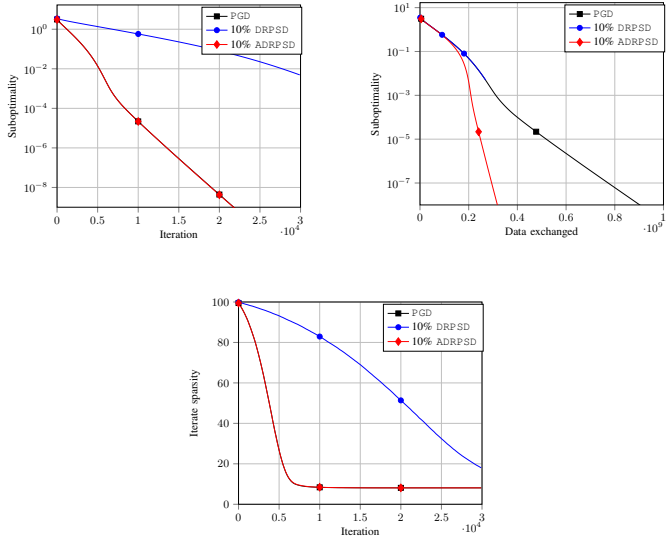 PGD
10% DRPSD
10% ADRPSD
Suboptimality
10^0
10^−2
10^−4
10^−6
10^−8
0 0.5 1 1.5 2 2.5 3
·10^4
Iteration
PGD
10% DRPSD
10% ADRPSD
Suboptimality
10^1
10^−1
10^−3
10^−5
10^−7
0 0.2 0.4 0.6 0.8 1
·10^9
Data exchanged
PGD
10% DRPSD
10% ADRPSD
Iterate sparsity
100
80
60
40
20
0
0 0.5 1 1.5 2 2.5 3
·10^4
Iteration